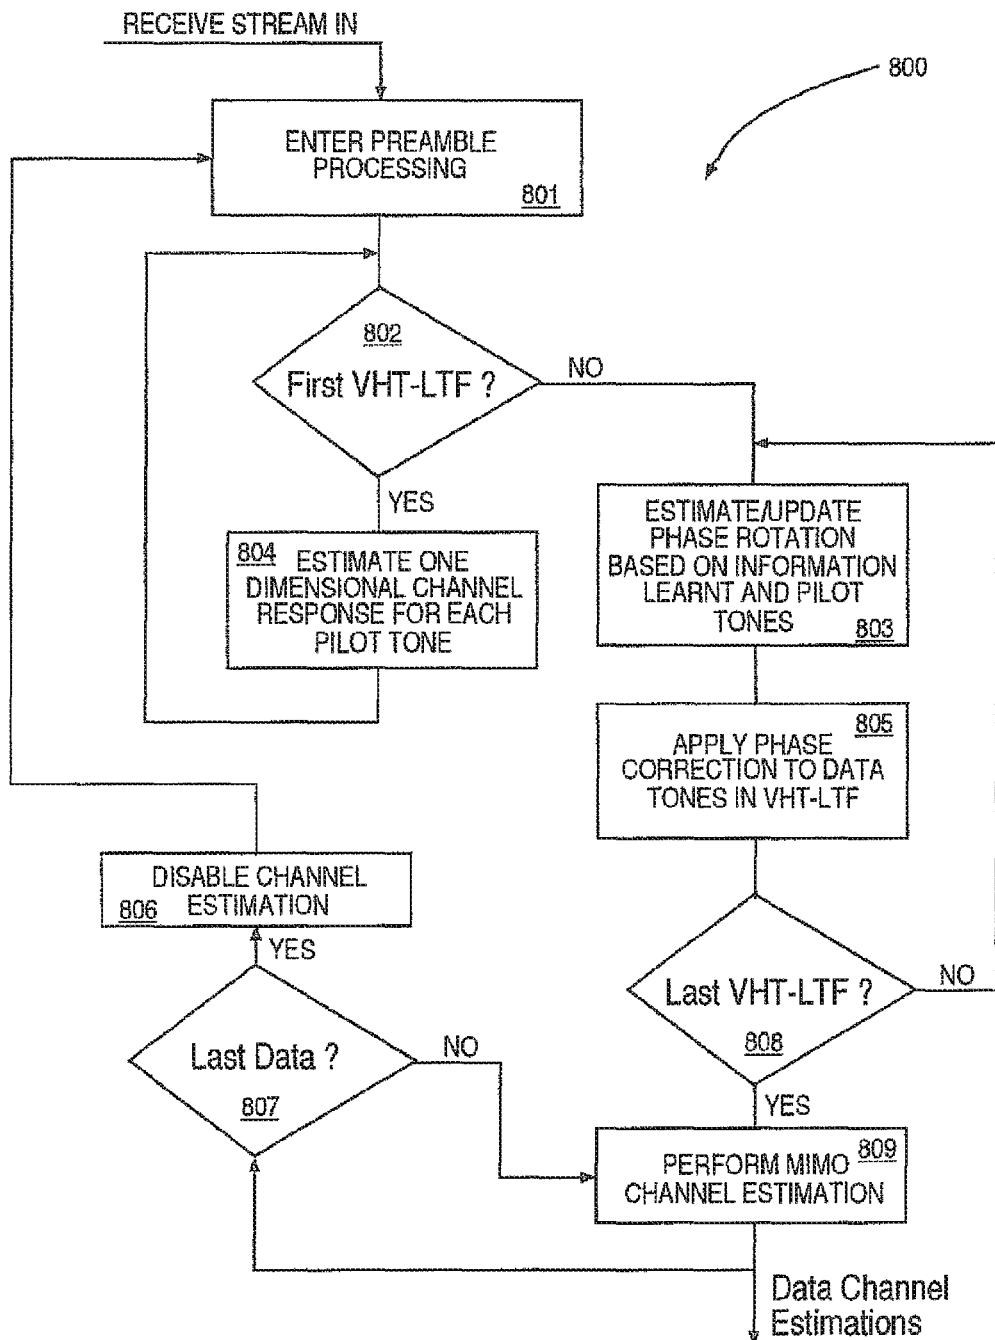 RECEIVE STREAM IN
800
ENTER PREAMBLE
PROCESSING
801
802
First VHT-LTF ?
NO
YES
804
ESTIMATE ONE
DIMENSIONAL CHANNEL
RESPONSE FOR EACH
PILOT TONE
ESTIMATE/UPDATE
PHASE ROTATION
BASED ON INFORMATION
LEARNT AND PILOT
TONES
803
805
APPLY PHASE
CORRECTION TO DATA
TONES IN VHT-LTF
DISABLE CHANNEL
ESTIMATION
806
YES
Last VHT-LTF ?
808
NO
Last Data ?
807
NO
YES
809
PERFORM MIMO
CHANNEL ESTIMATION
Data Channel
Estimations